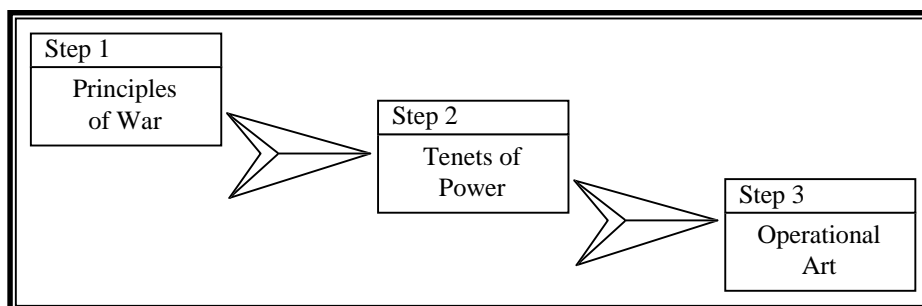 Step 1
Principles
of War
Step 2
Tenets of
Power
Step 3
Operational
Art